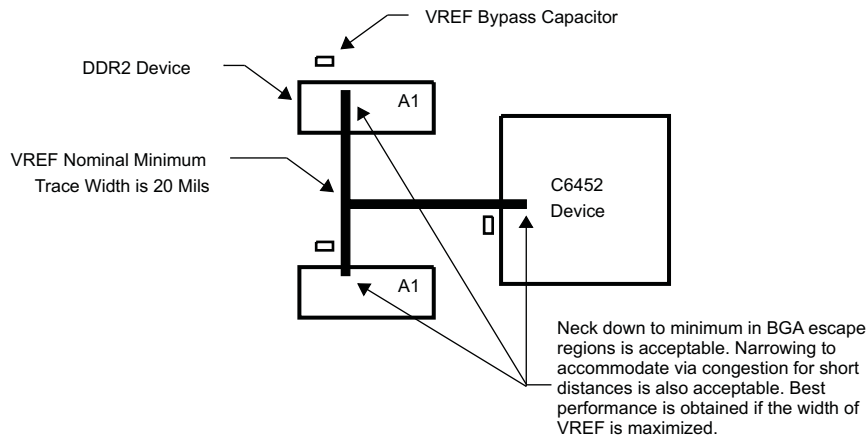 VREF Bypass Capacitor
DDR2 Device
A1
VREF Nominal Minimum
Trace Width is 20 Mils
C6452
Device
A1
Neck down to minimum in BGA escape
regions is acceptable. Narrowing to
accommodate via congestion for short
distances is also acceptable. Best
performance is obtained if the width of
VREF is maximized.